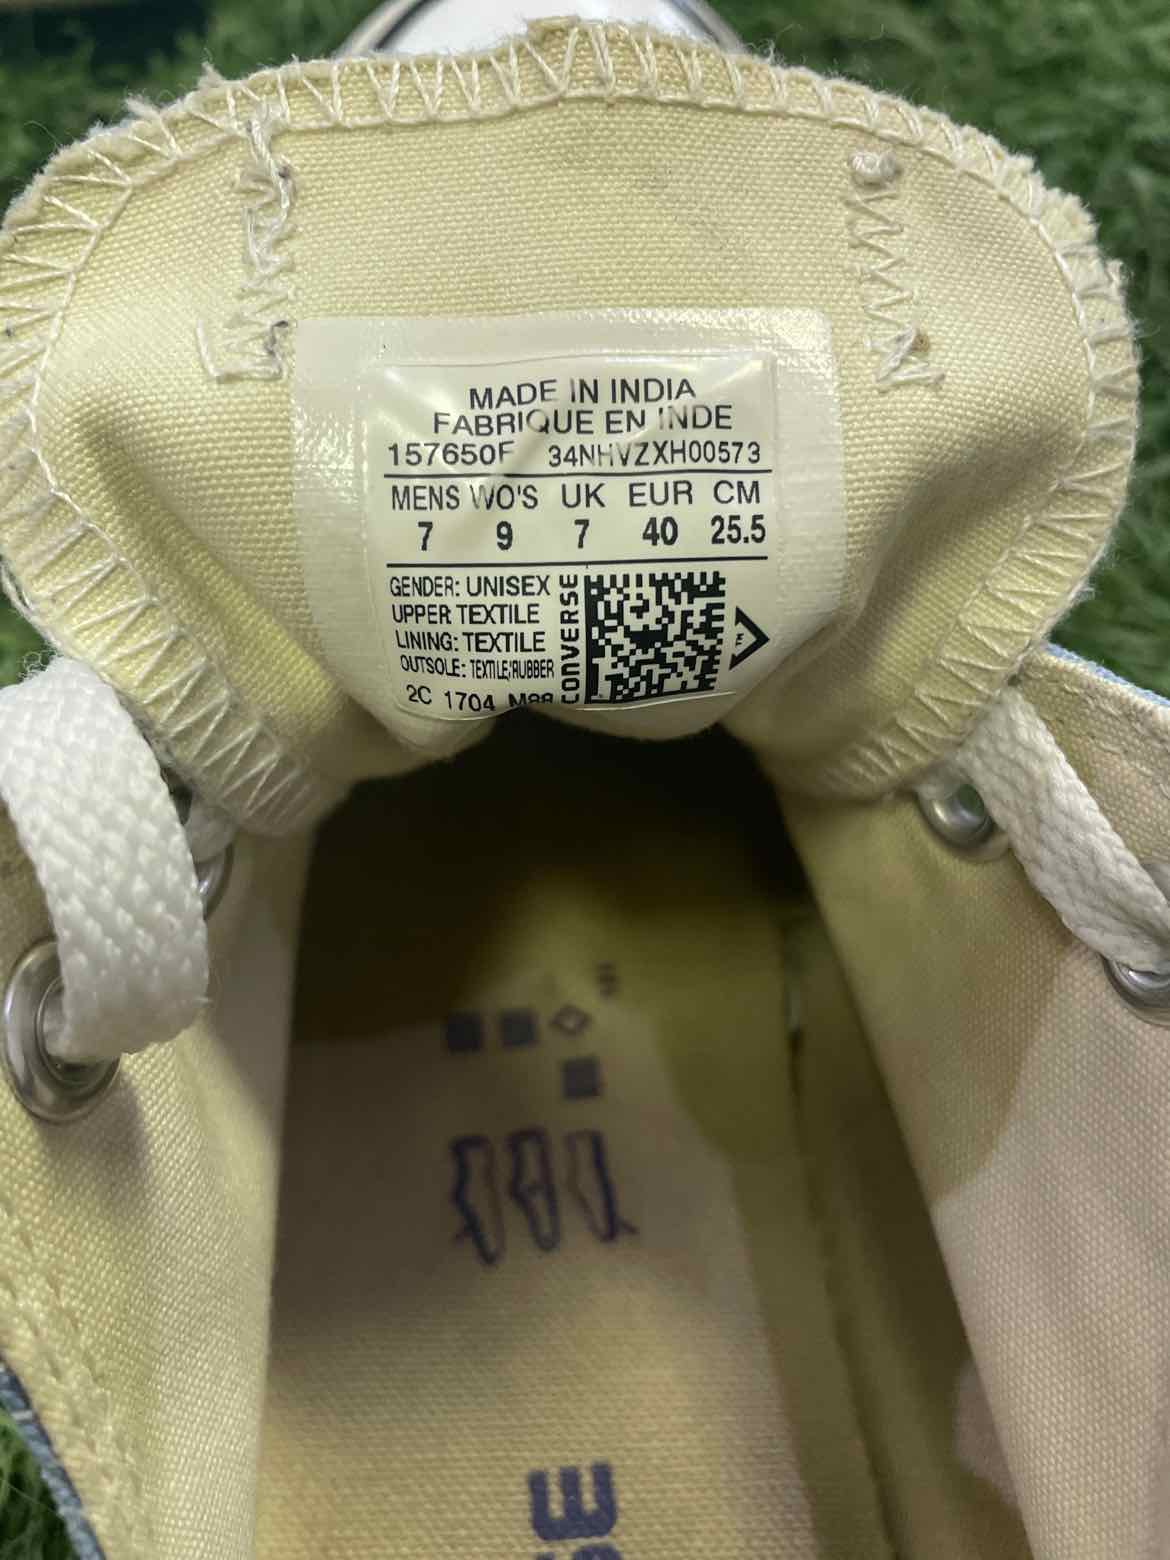 MADE IN INDIA
FABRIQUE EN INDE
157650F 34NHVZXH00573
MENS WO'S UK EUR CM
7 9 7 40 25.5
GENDER: UNISEX
UPPER TEXTILE
LINING: TEXTILE
OUTSOLE: TEXTILE/RUBBER
2C 1704
CONVERSE
TM